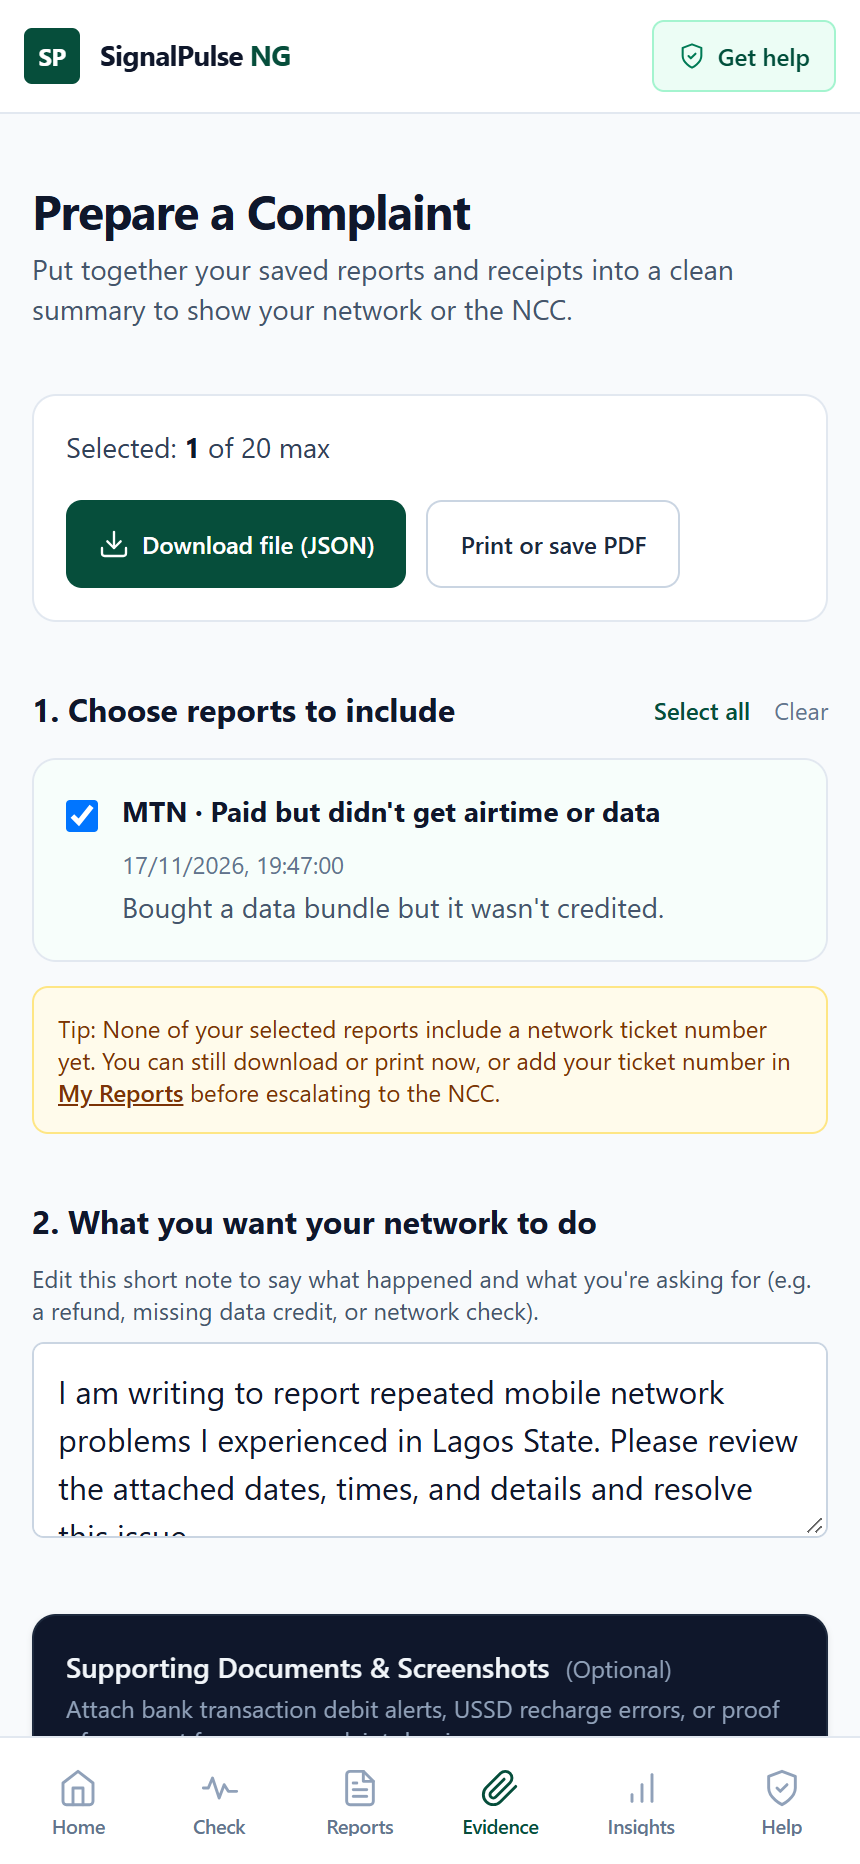 SP
SignalPulse NG
Get help
Prepare a Complaint
Put together your saved reports and receipts into a clean
summary to show your network or the NCC.
Selected: 1 of 20 max
Download file (JSON)
Print or save PDF
1. Choose reports to include
Select all
Clear
MTN · Paid but didn't get airtime or data
17/11/2026, 19:47:00
Bought a data bundle but it wasn't credited.
Tip: None of your selected reports include a network ticket number
yet. You can still download or print now, or add your ticket number in
My Reports before escalating to the NCC.
2. What you want your network to do
Edit this short note to say what happened and what you're asking for (e.g.
a refund, missing data credit, or network check).
I am writing to report repeated mobile network
problems I experienced in Lagos State. Please review
the attached dates, times, and details and resolve
this issue
Supporting Documents & Screenshots (Optional)
Attach bank transaction debit alerts, USSD recharge errors, or proof
Home
Check
Reports
Evidence
Insights
Help